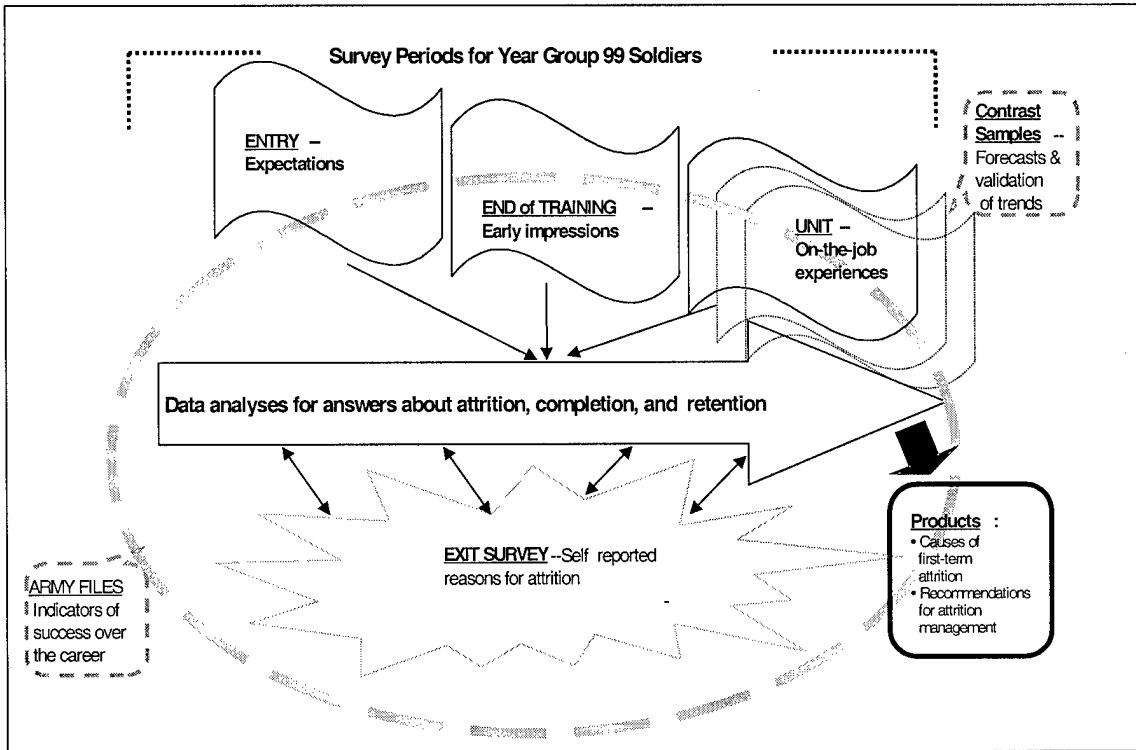 Survey Periods for Year Group 99 Soldiers
ENTRY –
Expectations
END of TRAINING –
Early impressions
UNIT –
On-the-job
experiences
Contrast
Samples --
Forecasts &
validation
of trends
Data analyses for answers about attrition, completion, and retention
EXIT SURVEY --Self reported
reasons for attrition
ARMY FILES
Indicators of
success over
the career
Products :
• Causes of
first-term
attrition
• Recommendations
for attrition
management